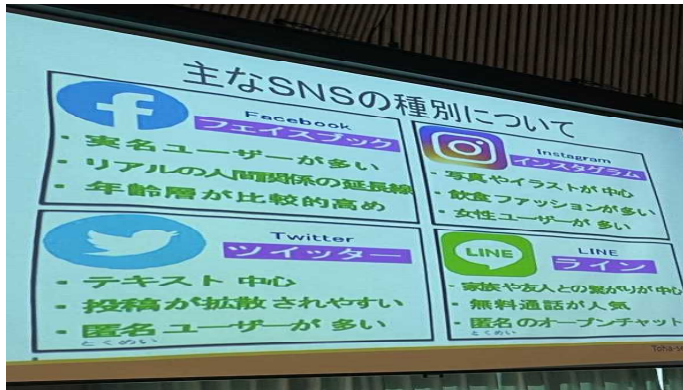 主なSNSの種別について
Facebook
フェイスブック
・実名ユーザーが多い
・リアルの人間関係の延長線
・年齢層が比較的高め
Instagram
インスタグラム
・写真やイラストが中心
・飲食ファッションが多い
・女性ユーザーが多い
Twitter
ツイッター
・テキスト中心
・投稿が拡散されやすい
・匿名ユーザーが多い
とくめい
LINE
LINE
ライン
・家族や友人との繋がりが中心
・無料通話が人気
・匿名のオープンチャット
とくめい